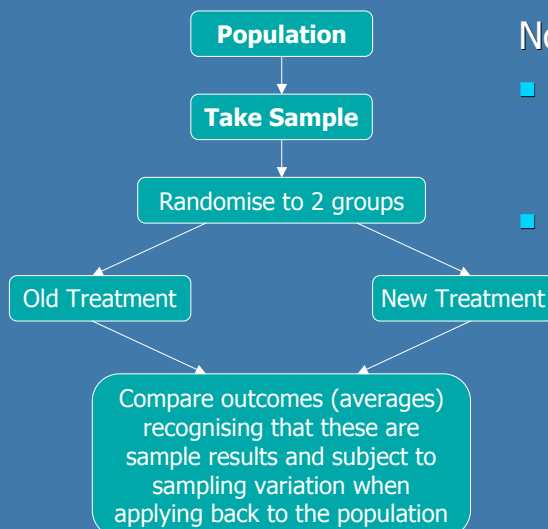 Population
No
Take Sample
Randomise to 2 groups
Old Treatment
New Treatment
Compare outcomes (averages)
recognising that these are
sample results and subject to
sampling variation when
applying back to the population